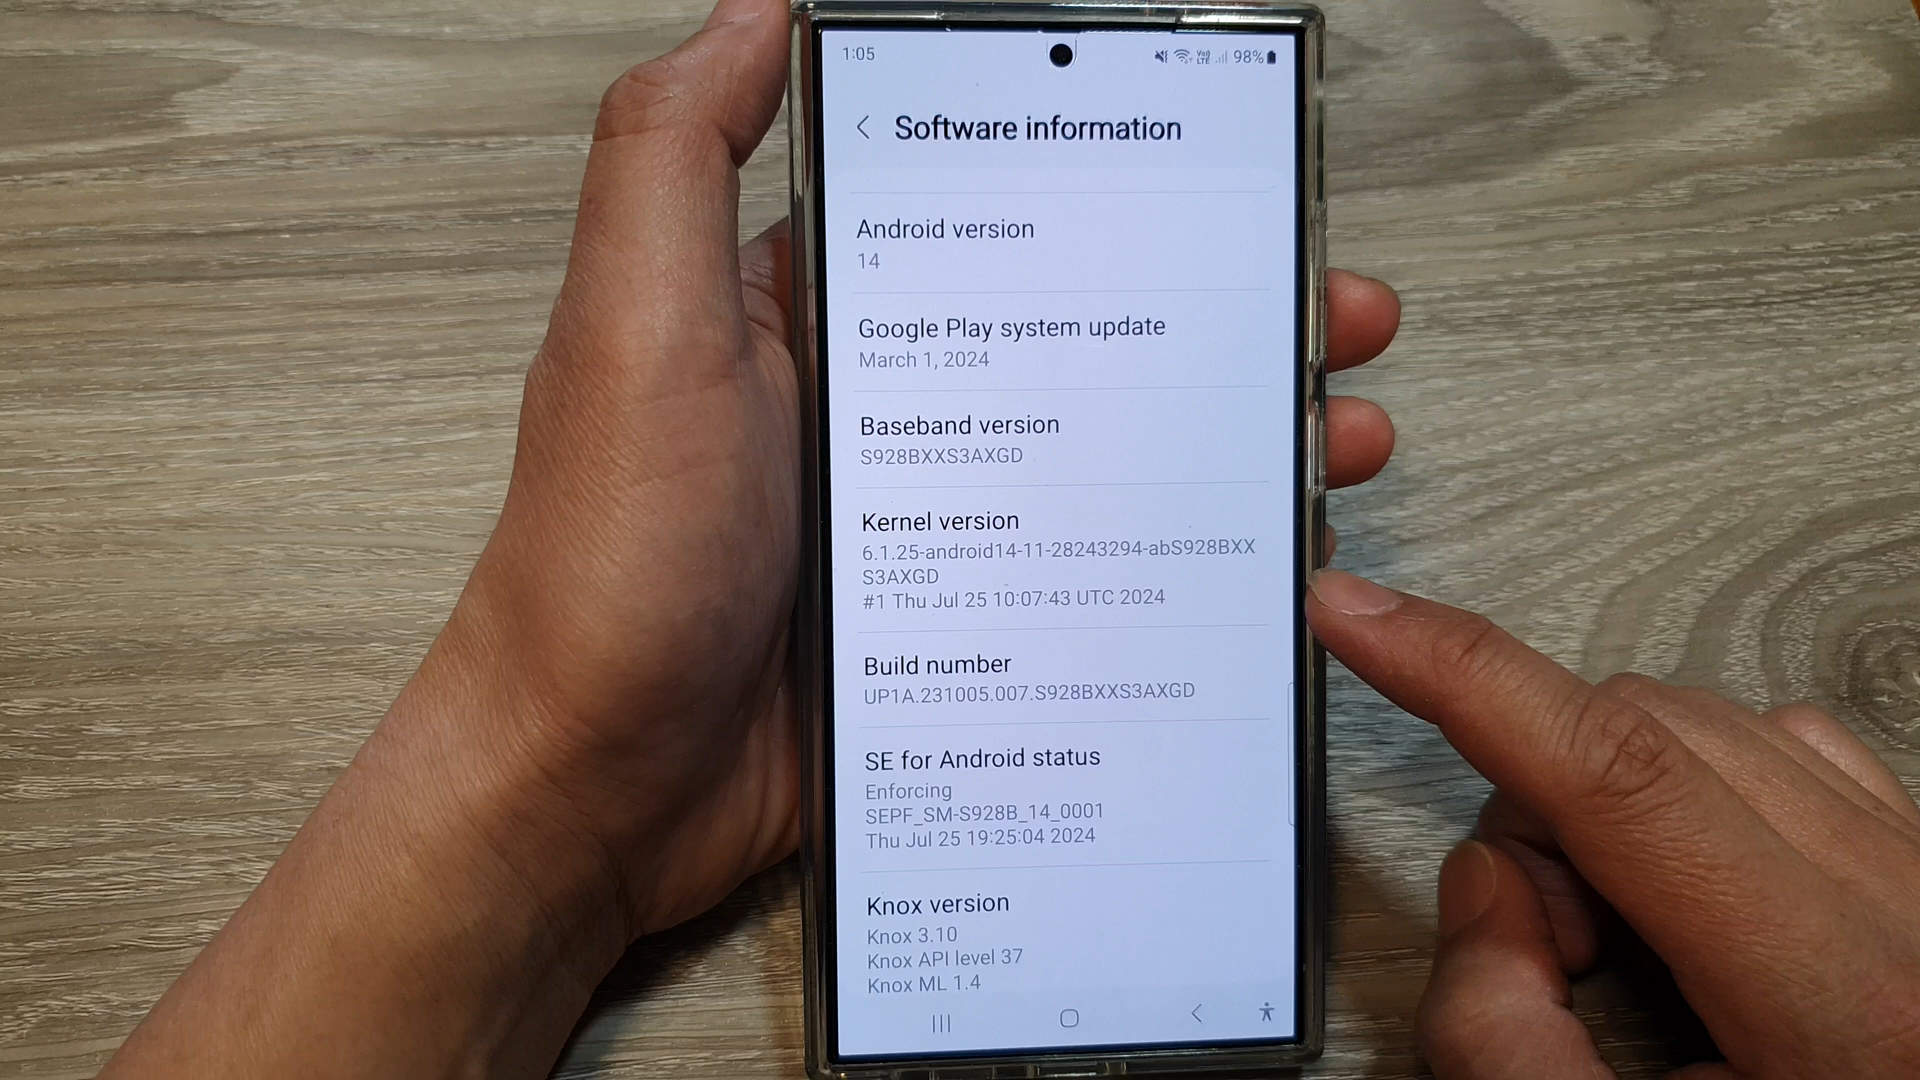 1:05
Vo)) LTE 98%
Software information
Android version
14
Google Play system update
March 1, 2024
Baseband version
S928BXXS3AXGD
Kernel version
6.1.25-android14-11-28243294-abS928BXX
S3AXGD
#1 Thu Jul 25 10:07:43 UTC 2024
Build number
UP1A.231005.007.S928BXXS3AXGD
SE for Android status
Enforcing
SEPF_SM-S928B_14_0001
Thu Jul 25 19:25:04 2024
Knox version
Knox 3.10
Knox API level 37
Knox ML 1.4